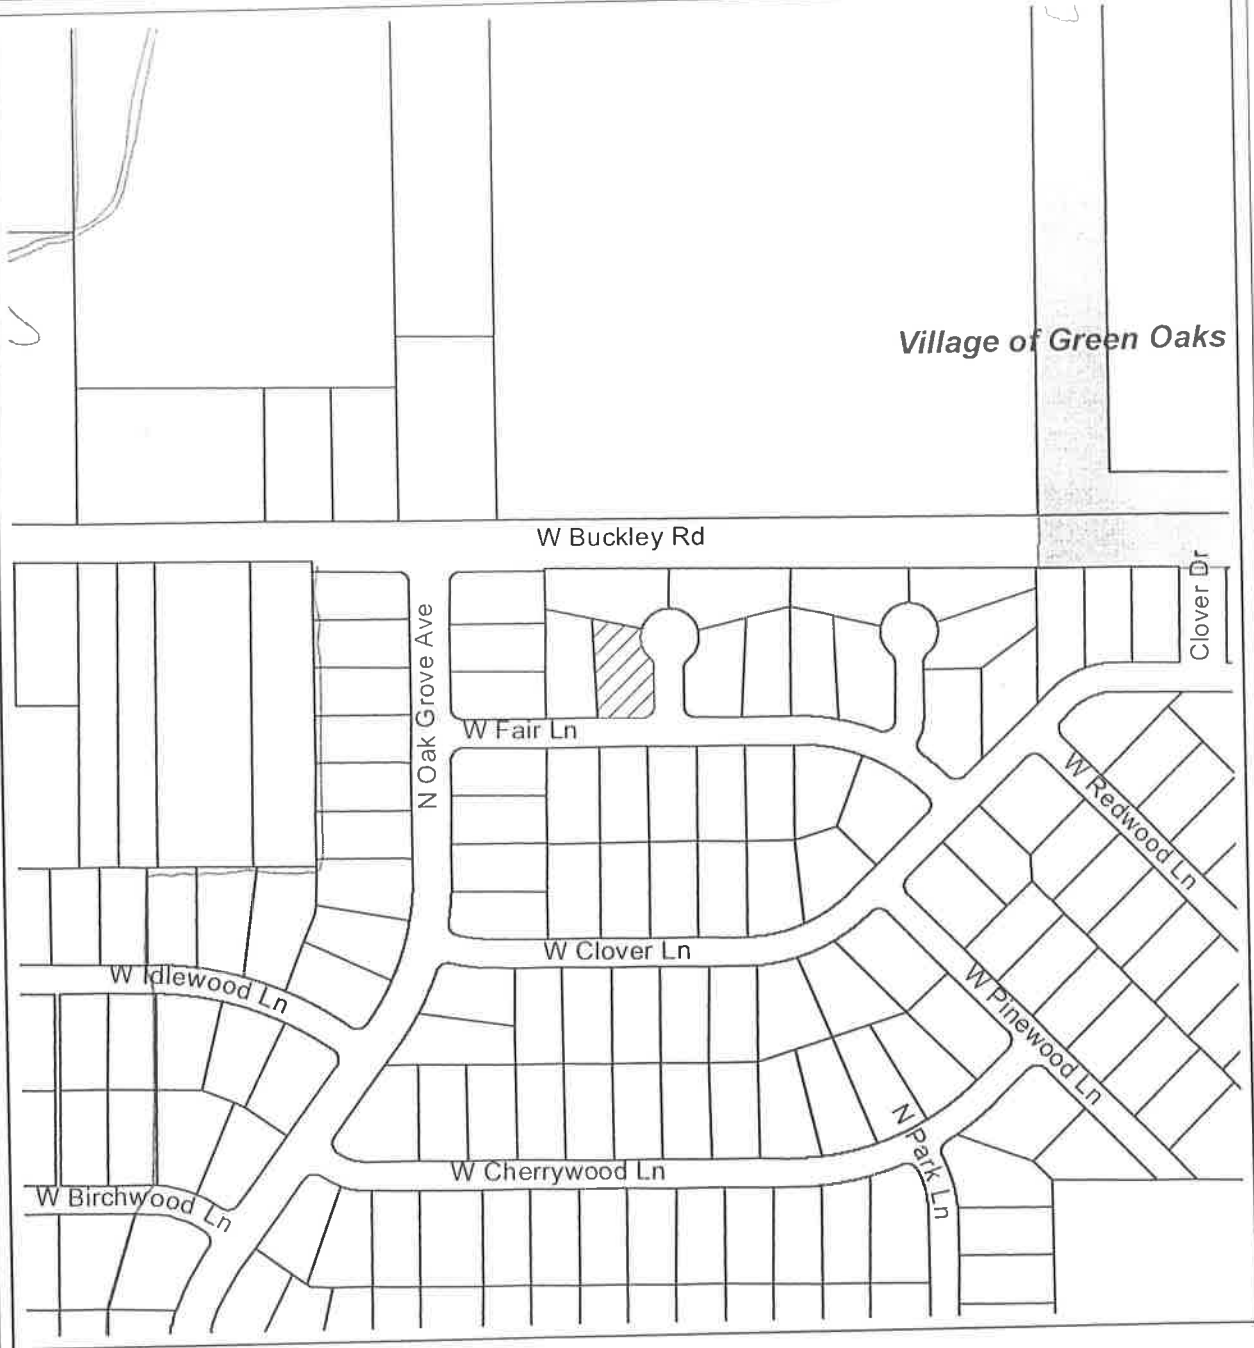 Village of Green Oaks
W Buckley Rd
Clover Dr
N Oak Grove Ave
W Fair Ln
W Redwood Ln
W Clover Ln
W Idlewood Ln
W Pinewood Ln
N Park Ln
W Cherrywood Ln
W Birchwood Ln